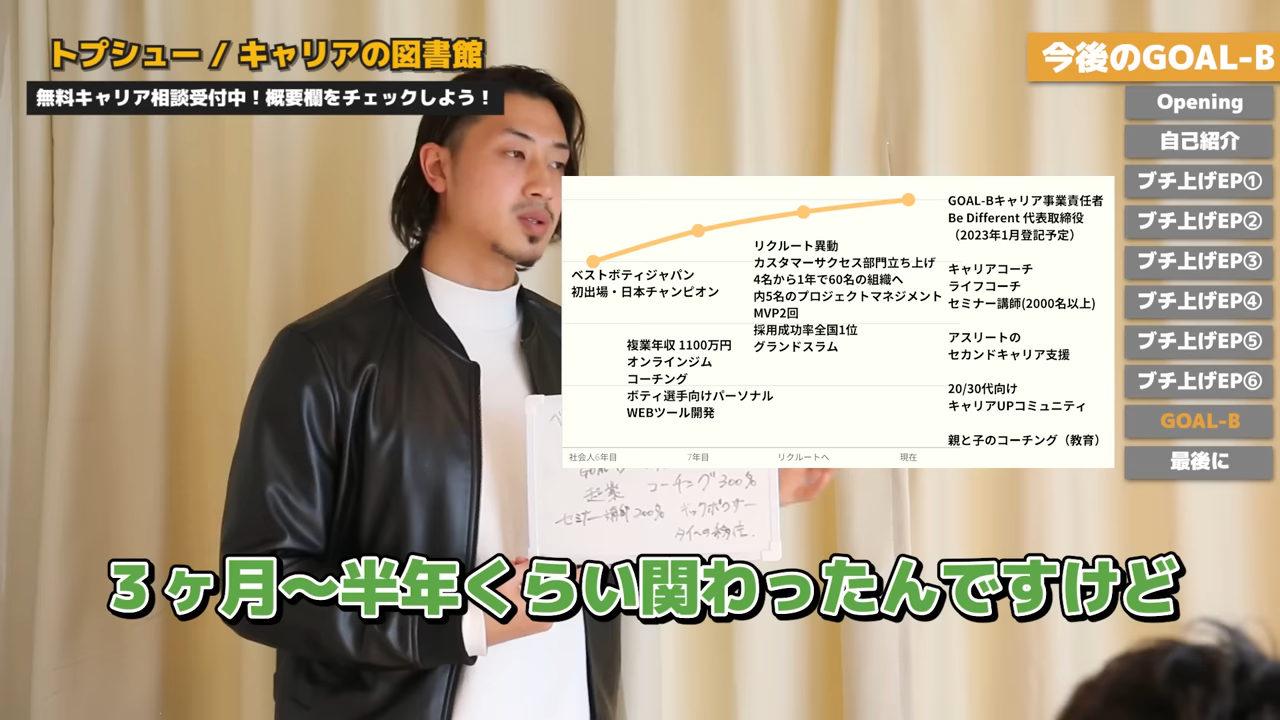 トプシュー / キャリアの図書館
無料キャリア相談受付中！概要欄をチェックしよう！
今後のGOAL-B
Opening
自己紹介
ブチ上げEP①
ブチ上げEP②
ブチ上げEP③
ブチ上げEP④
ブチ上げEP⑤
ブチ上げEP⑥
GOAL-B
最後に
ベストボティジャパン
初出場・日本チャンピオン
複業年収 1100万円
オンラインジム
コーチング
ボティ選手向けパーソナル
WEBツール開発
リクルート異動
カスタマーサクセス部門立ち上げ
4名から1年で60名の組織へ
内5名のプロジェクトマネジメント
MVP2回
採用成功率全国1位
グランドスラム
GOAL-Bキャリア事業責任者
Be Different 代表取締役
（2023年1月登記予定）
キャリアコーチ
ライフコーチ
セミナー講師(2000名以上)
アスリートの
セカンドキャリア支援
20/30代向け
キャリアUPコミュニティ
親と子のコーチング（教育）
社会人6年目
7年目
リクルートへ
現在
起業 コーチング300名
セミナー講師200名 キックボクサー
タイへの移住.
３ヶ月～半年くらい関わったんですけど